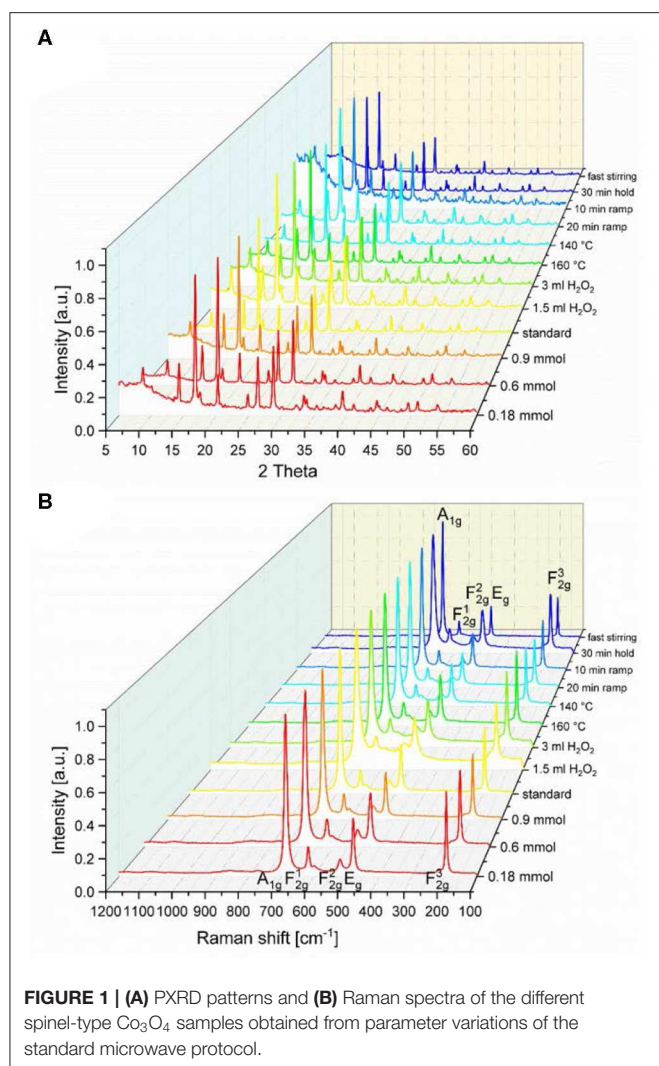 A
fast stirring
30 min hold
10 min ramp
20 min ramp
140 °C
160 °C
3 ml H₂O₂
1.5 ml H₂O₂
standard
0.9 mmol
0.6 mmol
0.18 mmol
1.0
0.8
0.6
0.4
0.2
0.0
Intensity [a.u.]
5 10 15 20 25 30 35 40 45 50 55 60
2 Theta
B
A₁g
F¹₂g
F²₂g
Eg
F³₂g
fast stirring
30 min hold
10 min ramp
20 min ramp
140 °C
160 °C
3 ml H₂O₂
1.5 ml H₂O₂
standard
0.9 mmol
0.6 mmol
0.18 mmol
1.0
0.8
0.6
0.4
0.2
0.0
Intensity [a.u.]
A₁g F¹₂g F²₂g Eg F³₂g
1200 1100 1000 900 800 700 600 500 400 300 200 100
Raman shift [cm⁻¹]
FIGURE 1 | (A) PXRD patterns and (B) Raman spectra of the different
spinel-type Co₃O₄ samples obtained from parameter variations of the
standard microwave protocol.